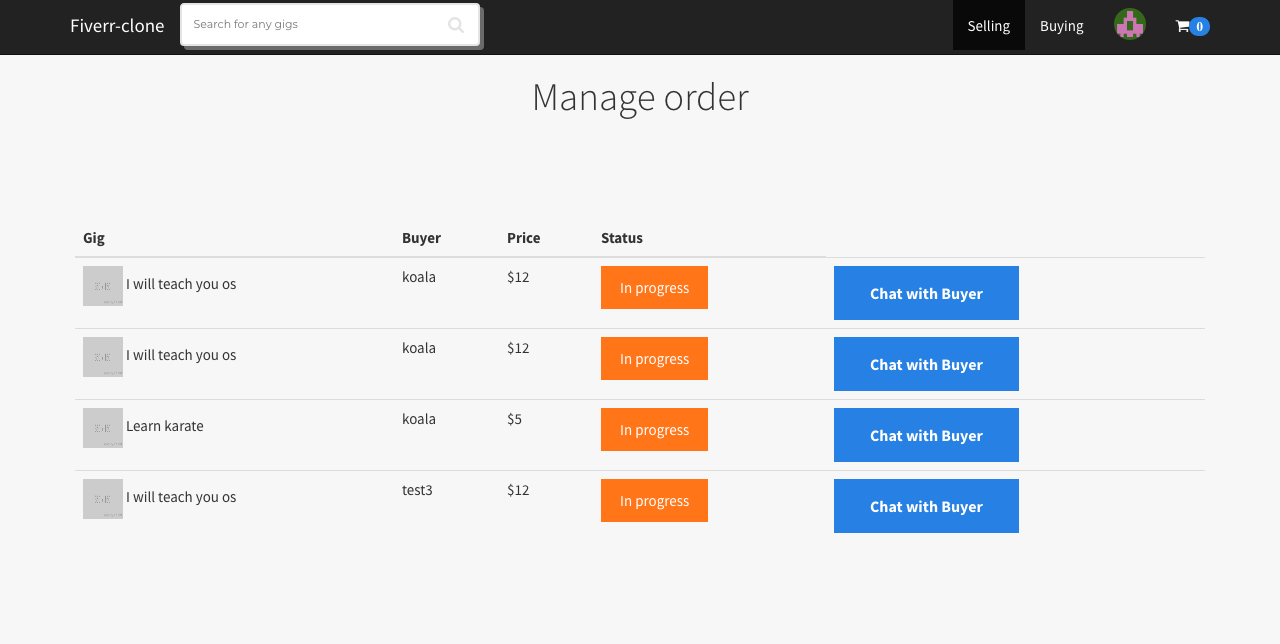 Fiverr-clone Search for any gigs Selling Buying 0
Manage order
Gig Buyer Price Status
I will teach you os koala $12 In progress Chat with Buyer
I will teach you os koala $12 In progress Chat with Buyer
Learn karate koala $5 In progress Chat with Buyer
I will teach you os test3 $12 In progress Chat with Buyer